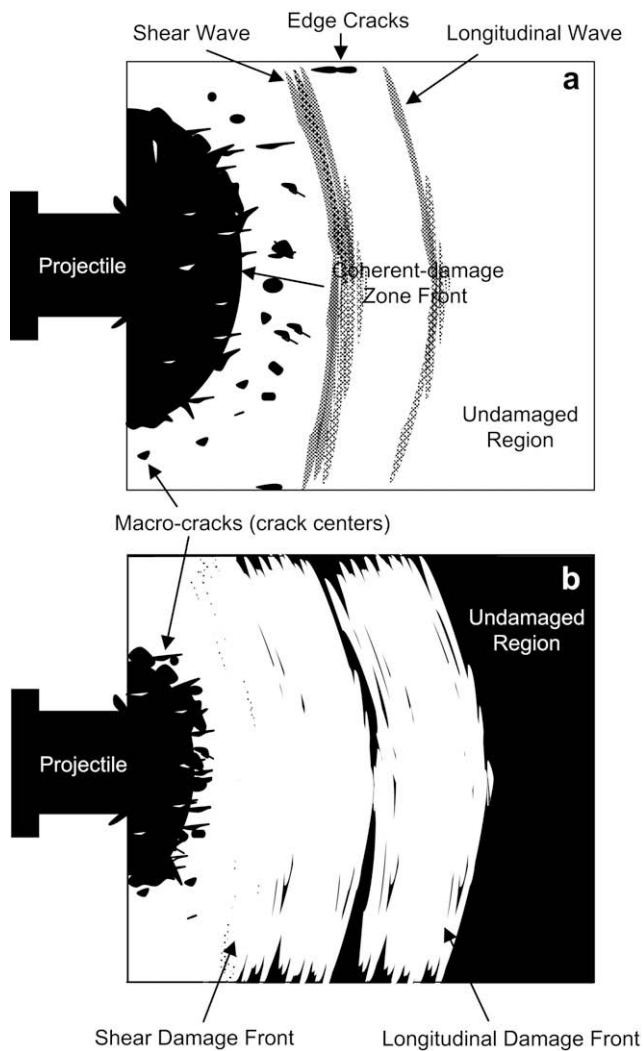 Edge Cracks
Shear Wave
Longitudinal Wave
a
Projectile
Coherent-damage
Zone Front
Undamaged
Region
Macro-cracks (crack centers)
b
Undamaged
Region
Projectile
Shear Damage Front
Longitudinal Damage Front